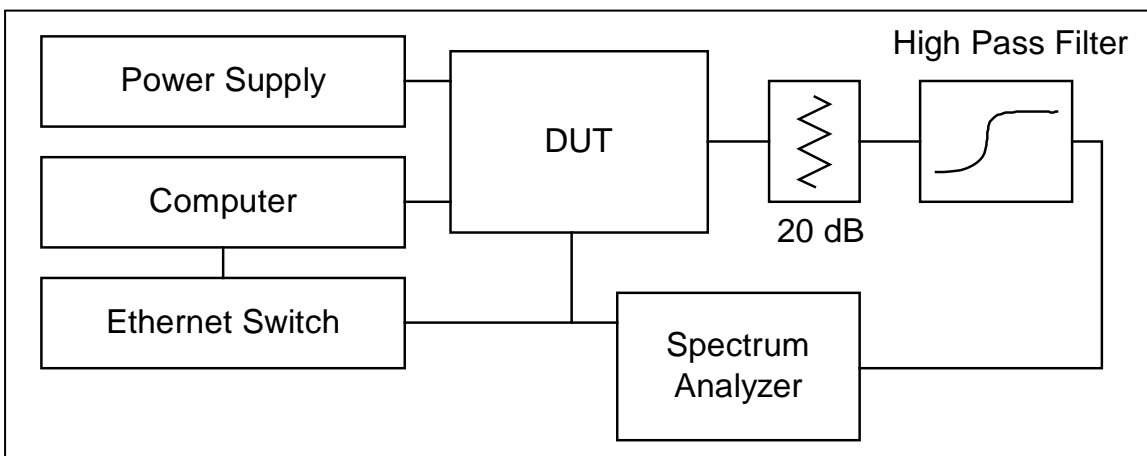 High Pass Filter
Power Supply
DUT
Computer
20 dB
Ethernet Switch
Spectrum
Analyzer